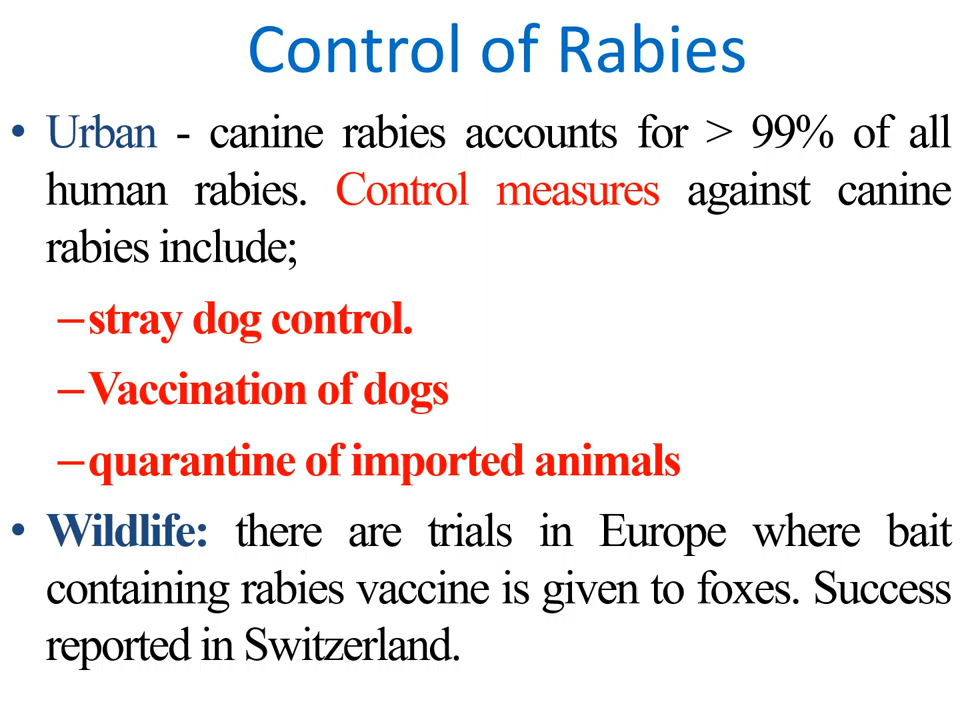 Control of Rabies
• Urban - canine rabies accounts for > 99% of all
human rabies. Control measures against canine
rabies include;
–stray dog control.
–Vaccination of dogs
–quarantine of imported animals
• Wildlife: there are trials in Europe where bait
containing rabies vaccine is given to foxes. Success
reported in Switzerland.